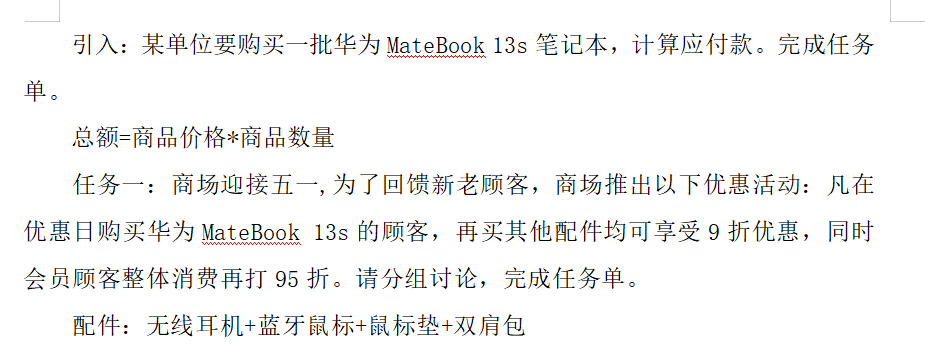 引入：某单位要购买一批华为 MateBook 13s 笔记本，计算应付款。完成任务
单。
总额=商品价格*商品数量
任务一：商场迎接五一,为了回馈新老顾客，商场推出以下优惠活动：凡在
优惠日购买华为 MateBook 13s 的顾客，再买其他配件均可享受 9 折优惠，同时
会员顾客整体消费再打 95 折。请分组讨论，完成任务单。
配件：无线耳机+蓝牙鼠标+鼠标垫+双肩包